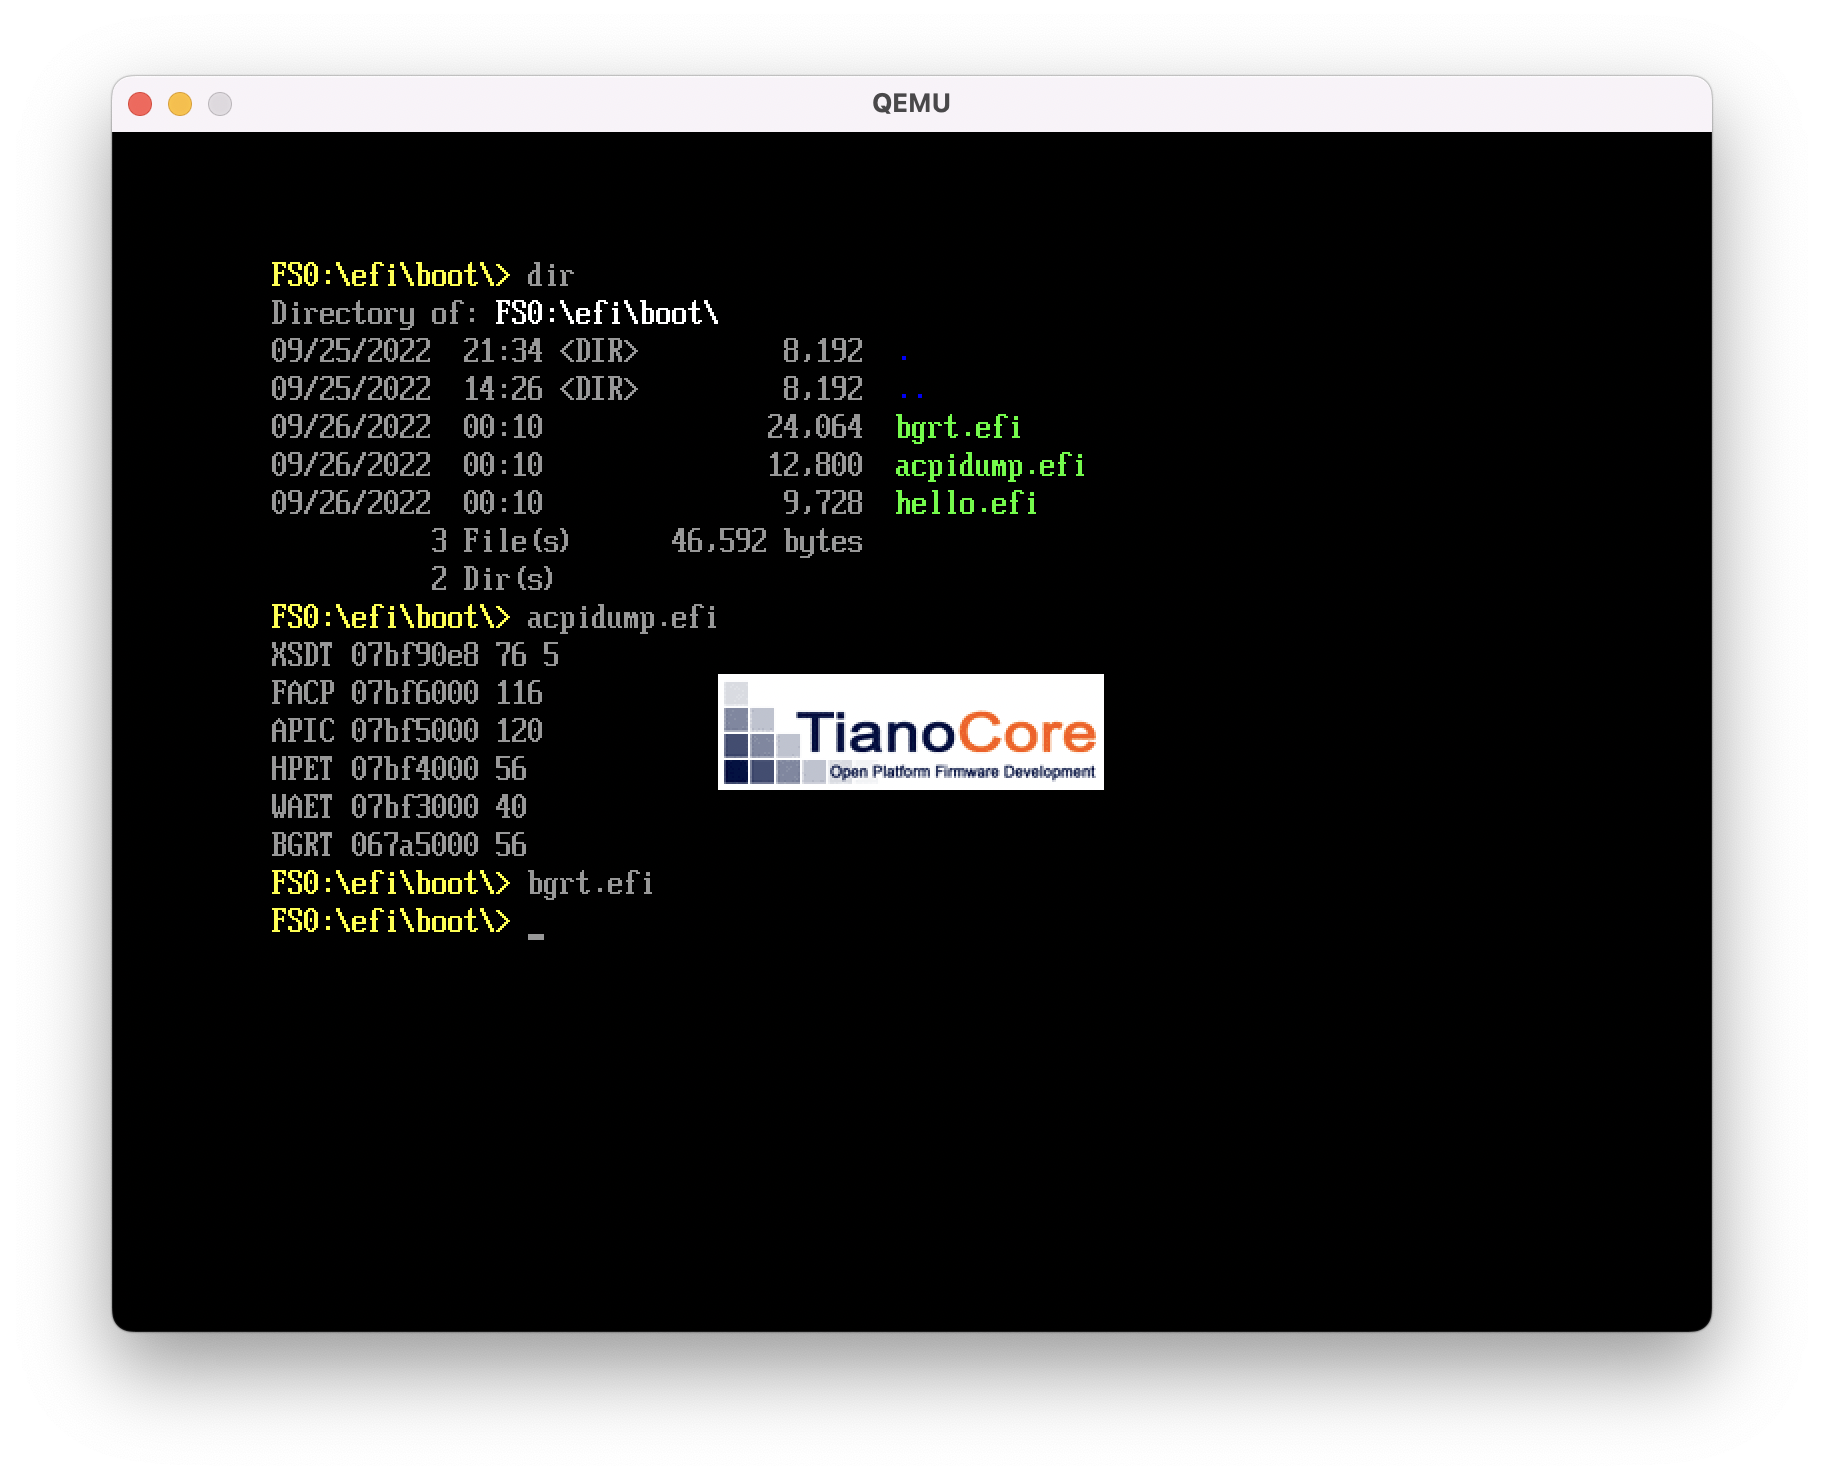 QEMU
FS0:\efi\boot\> dir
Directory of: FS0:\efi\boot\
09/25/2022  21:34 <DIR>         8,192  .
09/25/2022  14:26 <DIR>         8,192  ..
09/26/2022  00:10              24,064  bgrt.efi
09/26/2022  00:10              12,800  acpidump.efi
09/26/2022  00:10               9,728  hello.efi
          3 File(s)      46,592 bytes
          2 Dir(s)
FS0:\efi\boot\> acpidump.efi
XSDT 07bf90e8 76 5
FACP 07bf6000 116
APIC 07bf5000 120
HPET 07bf4000 56
WAET 07bf3000 40
BGRT 067a5000 56
FS0:\efi\boot\> bgrt.efi
FS0:\efi\boot\> _
TianoCore
Open Platform Firmware Development